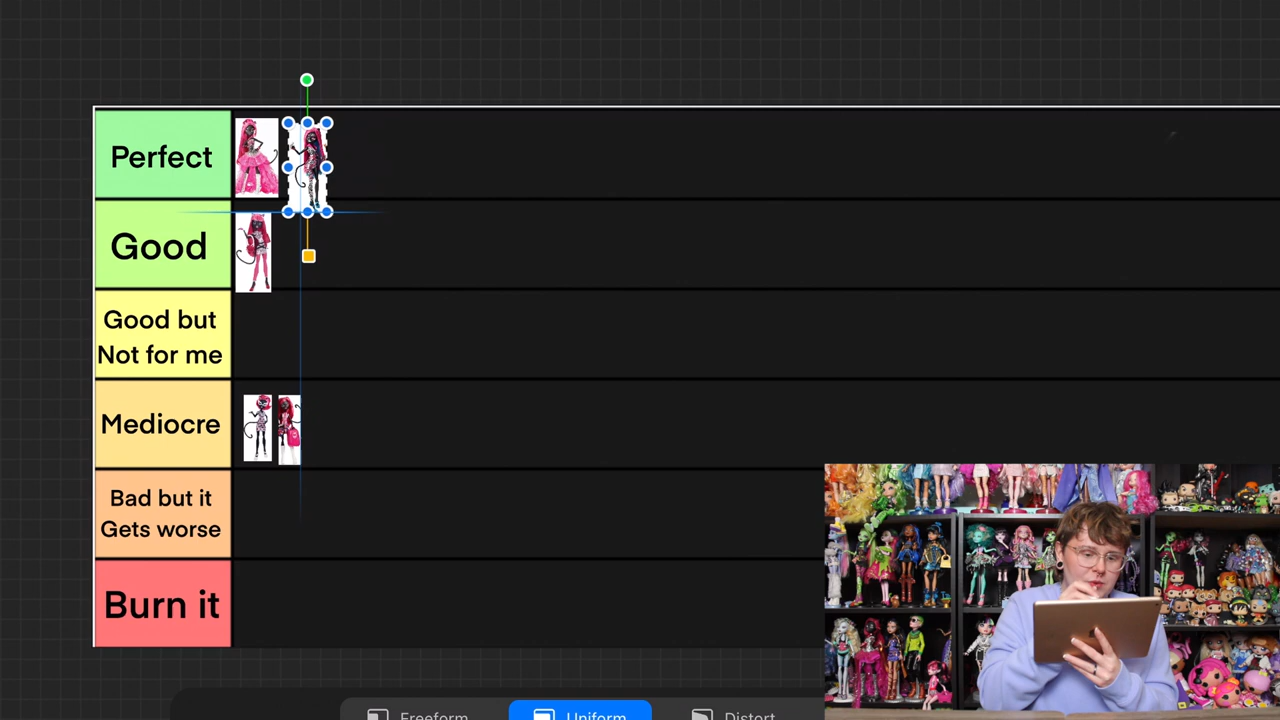 Perfect
Good
Good but
Not for me
Mediocre
Bad but it
Gets worse
Burn it
Freeform
Uniform
Distort